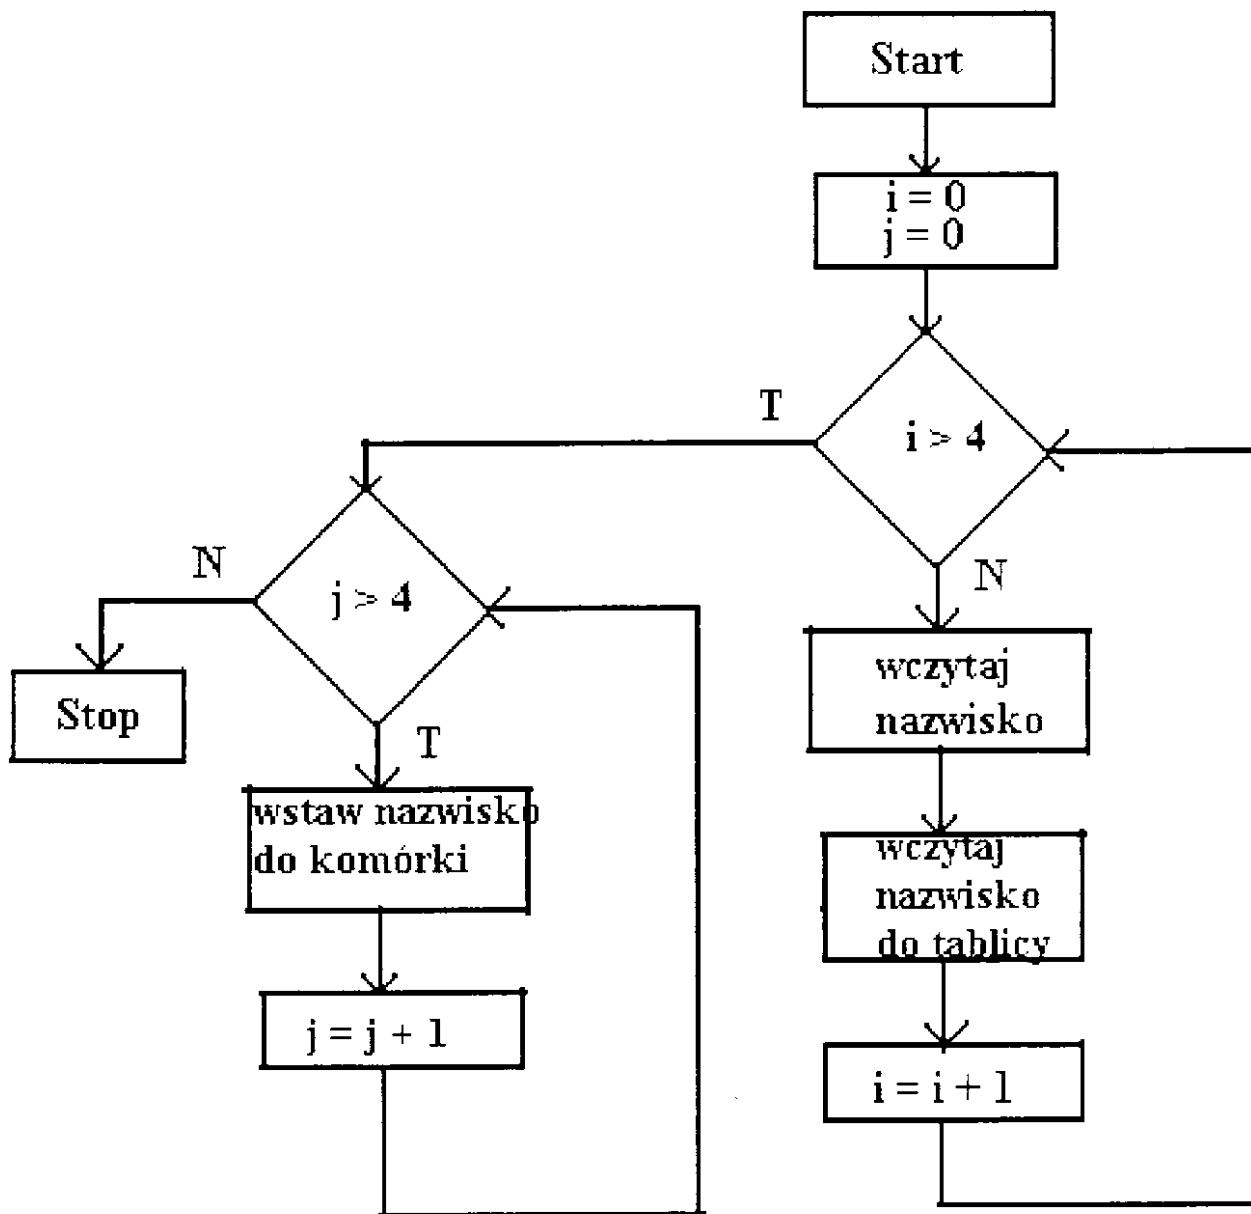 Start
i = 0
j = 0
i > 4
T
N
j > 4
N
T
Stop
wczytaj
nazwisko
wczytaj
nazwisko
do tablicy
i = i + 1
wstaw nazwisko
do komórki
j = j + 1